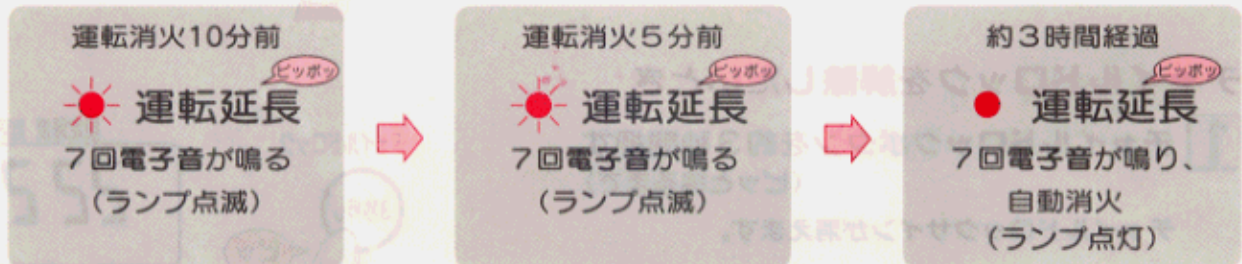 運転消火10分前
ピッポッ
運転延長
7回電子音が鳴る
(ランプ点滅)
運転消火5分前
ピッポッ
運転延長
7回電子音が鳴る
(ランプ点滅)
約3時間経過
ピッポッ
運転延長
7回電子音が鳴り、
自動消火
(ランプ点灯)